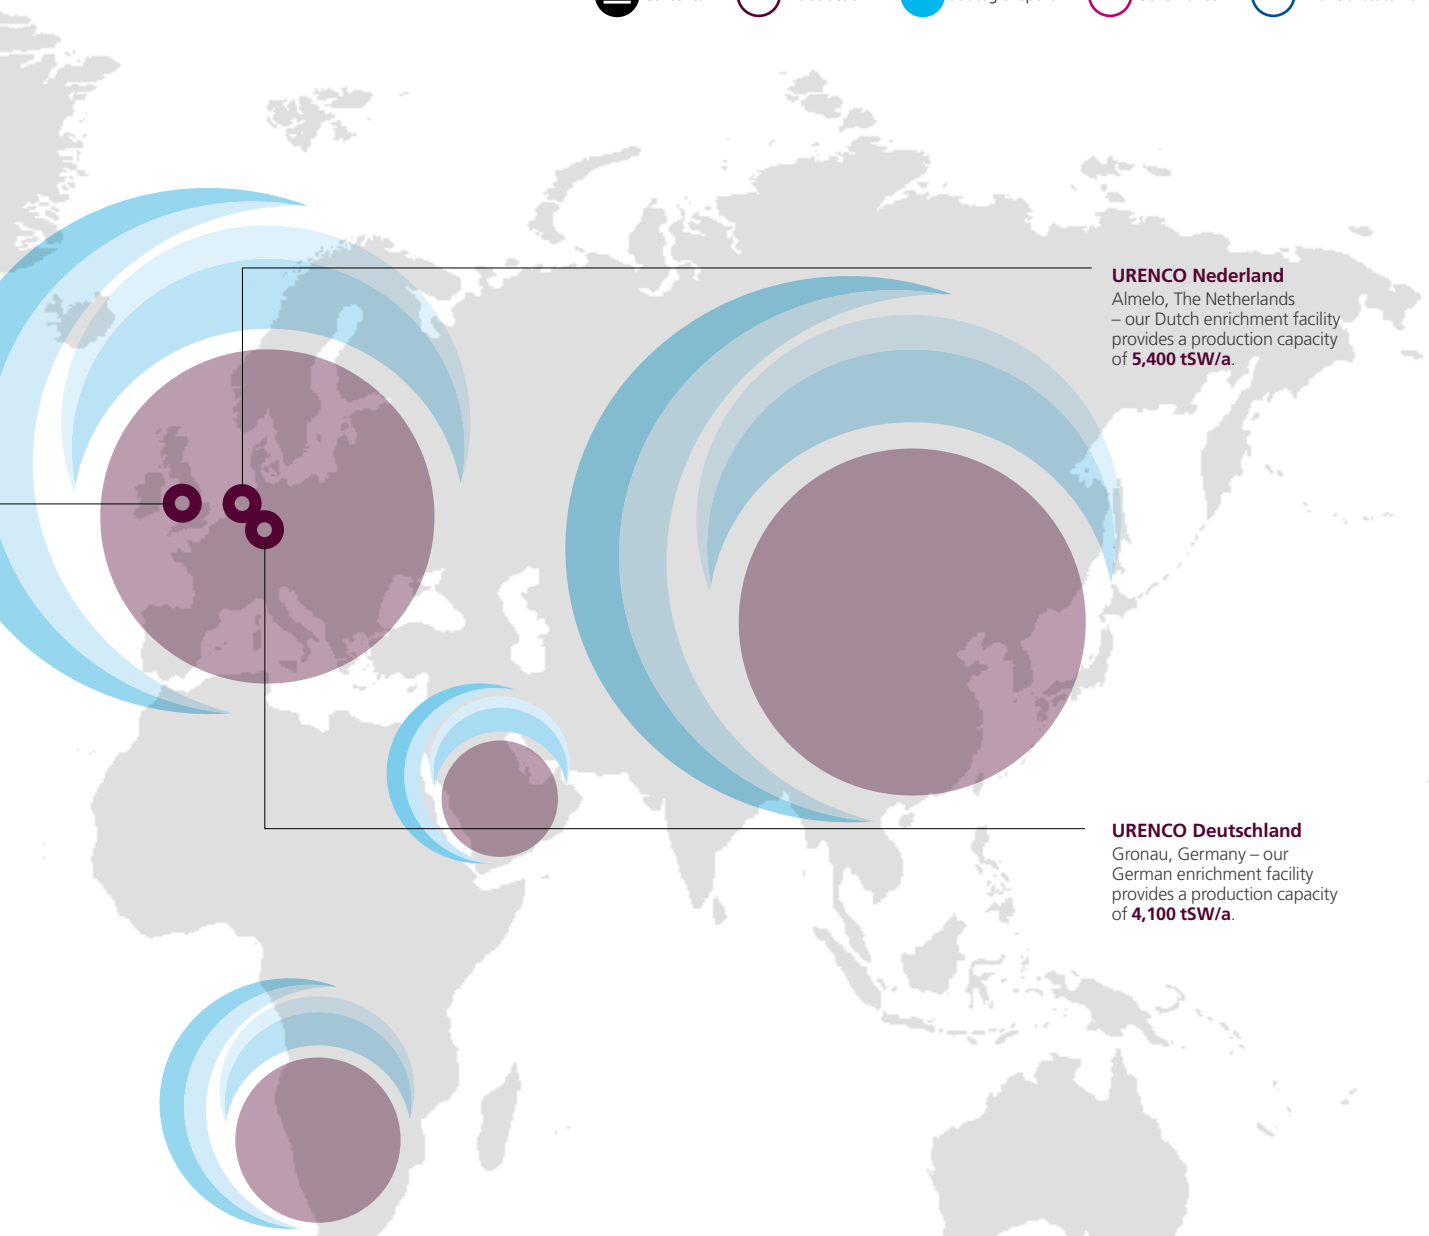 URENCO Nederland
Almelo, The Netherlands
– our Dutch enrichment facility
provides a production capacity
of 5,400 tSW/a.
URENCO Deutschland
Gronau, Germany – our
German enrichment facility
provides a production capacity
of 4,100 tSW/a.